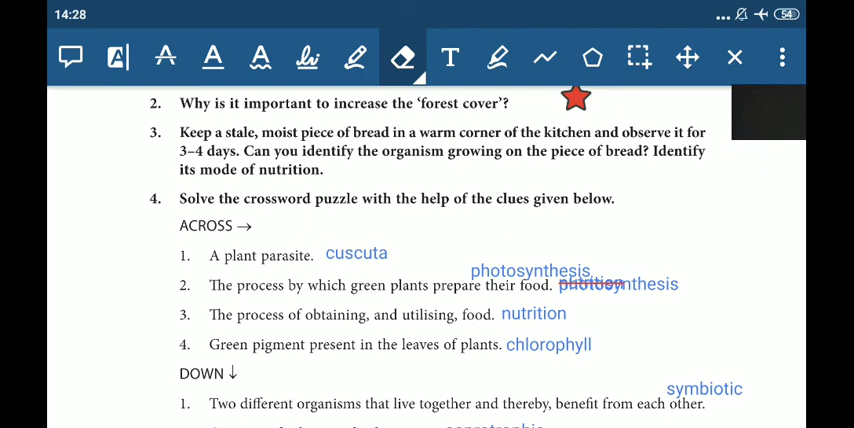 14:28
54
A A A A hi T
2. Why is it important to increase the ‘forest cover’?
3. Keep a stale, moist piece of bread in a warm corner of the kitchen and observe it for
3–4 days. Can you identify the organism growing on the piece of bread? Identify
its mode of nutrition.
4. Solve the crossword puzzle with the help of the clues given below.
ACROSS →
1. A plant parasite. cuscuta
photosynthesis
2. The process by which green plants prepare their food. photosynthesis
3. The process of obtaining, and utilising, food. nutrition
4. Green pigment present in the leaves of plants. chlorophyll
DOWN ↓
symbiotic
1. Two different organisms that live together and thereby, benefit from each other.